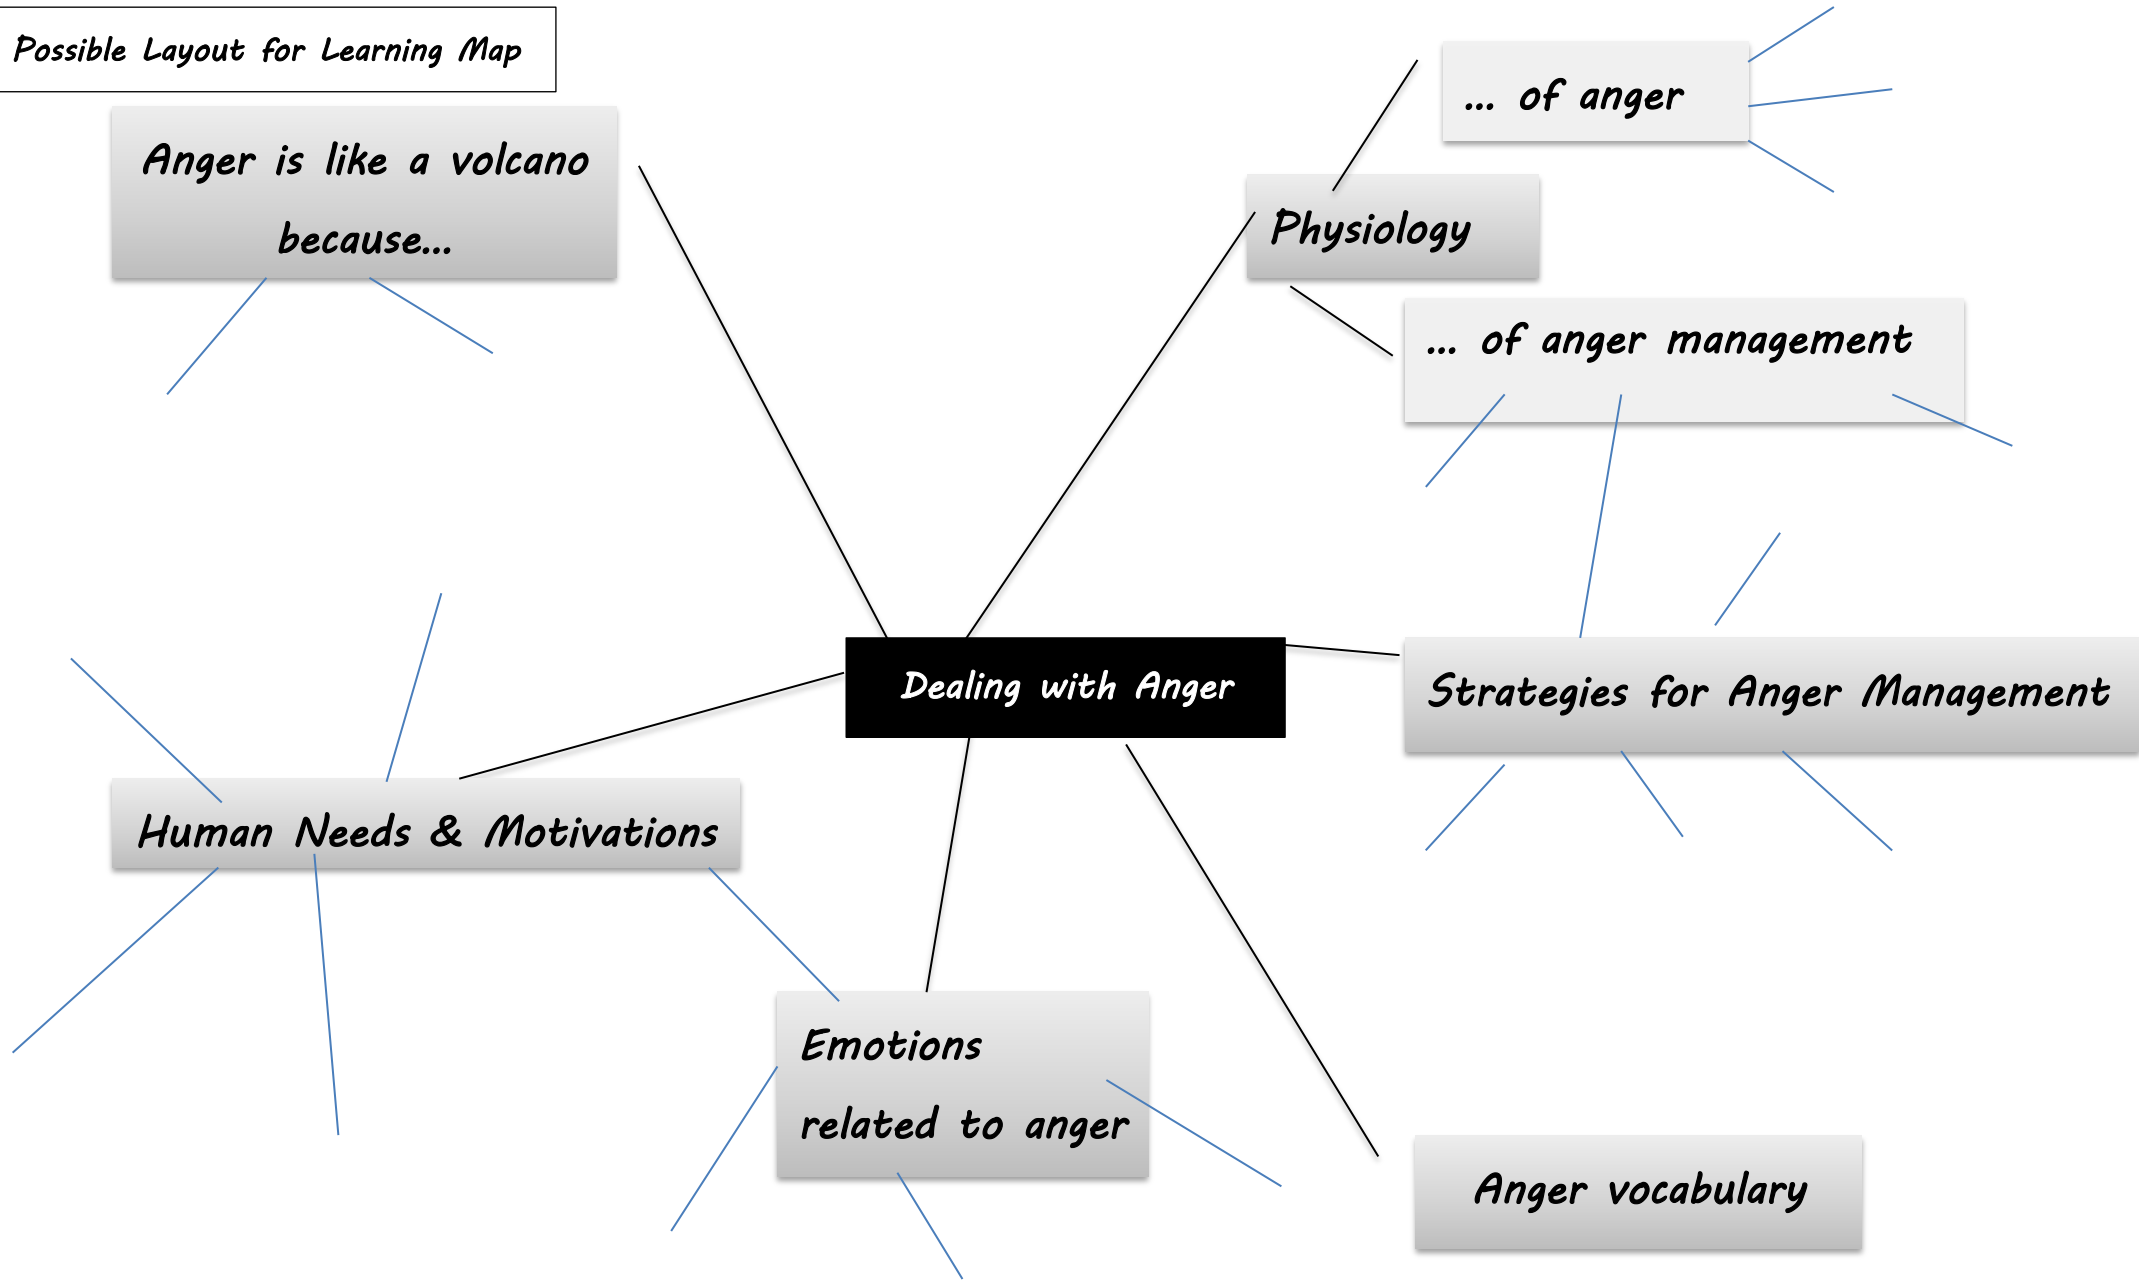 Possible Layout for Learning Map
Anger is like a volcano
because...
... of anger
Physiology
... of anger management
Dealing with Anger
Strategies for Anger Management
Human Needs & Motivations
Emotions
related to anger
Anger vocabulary